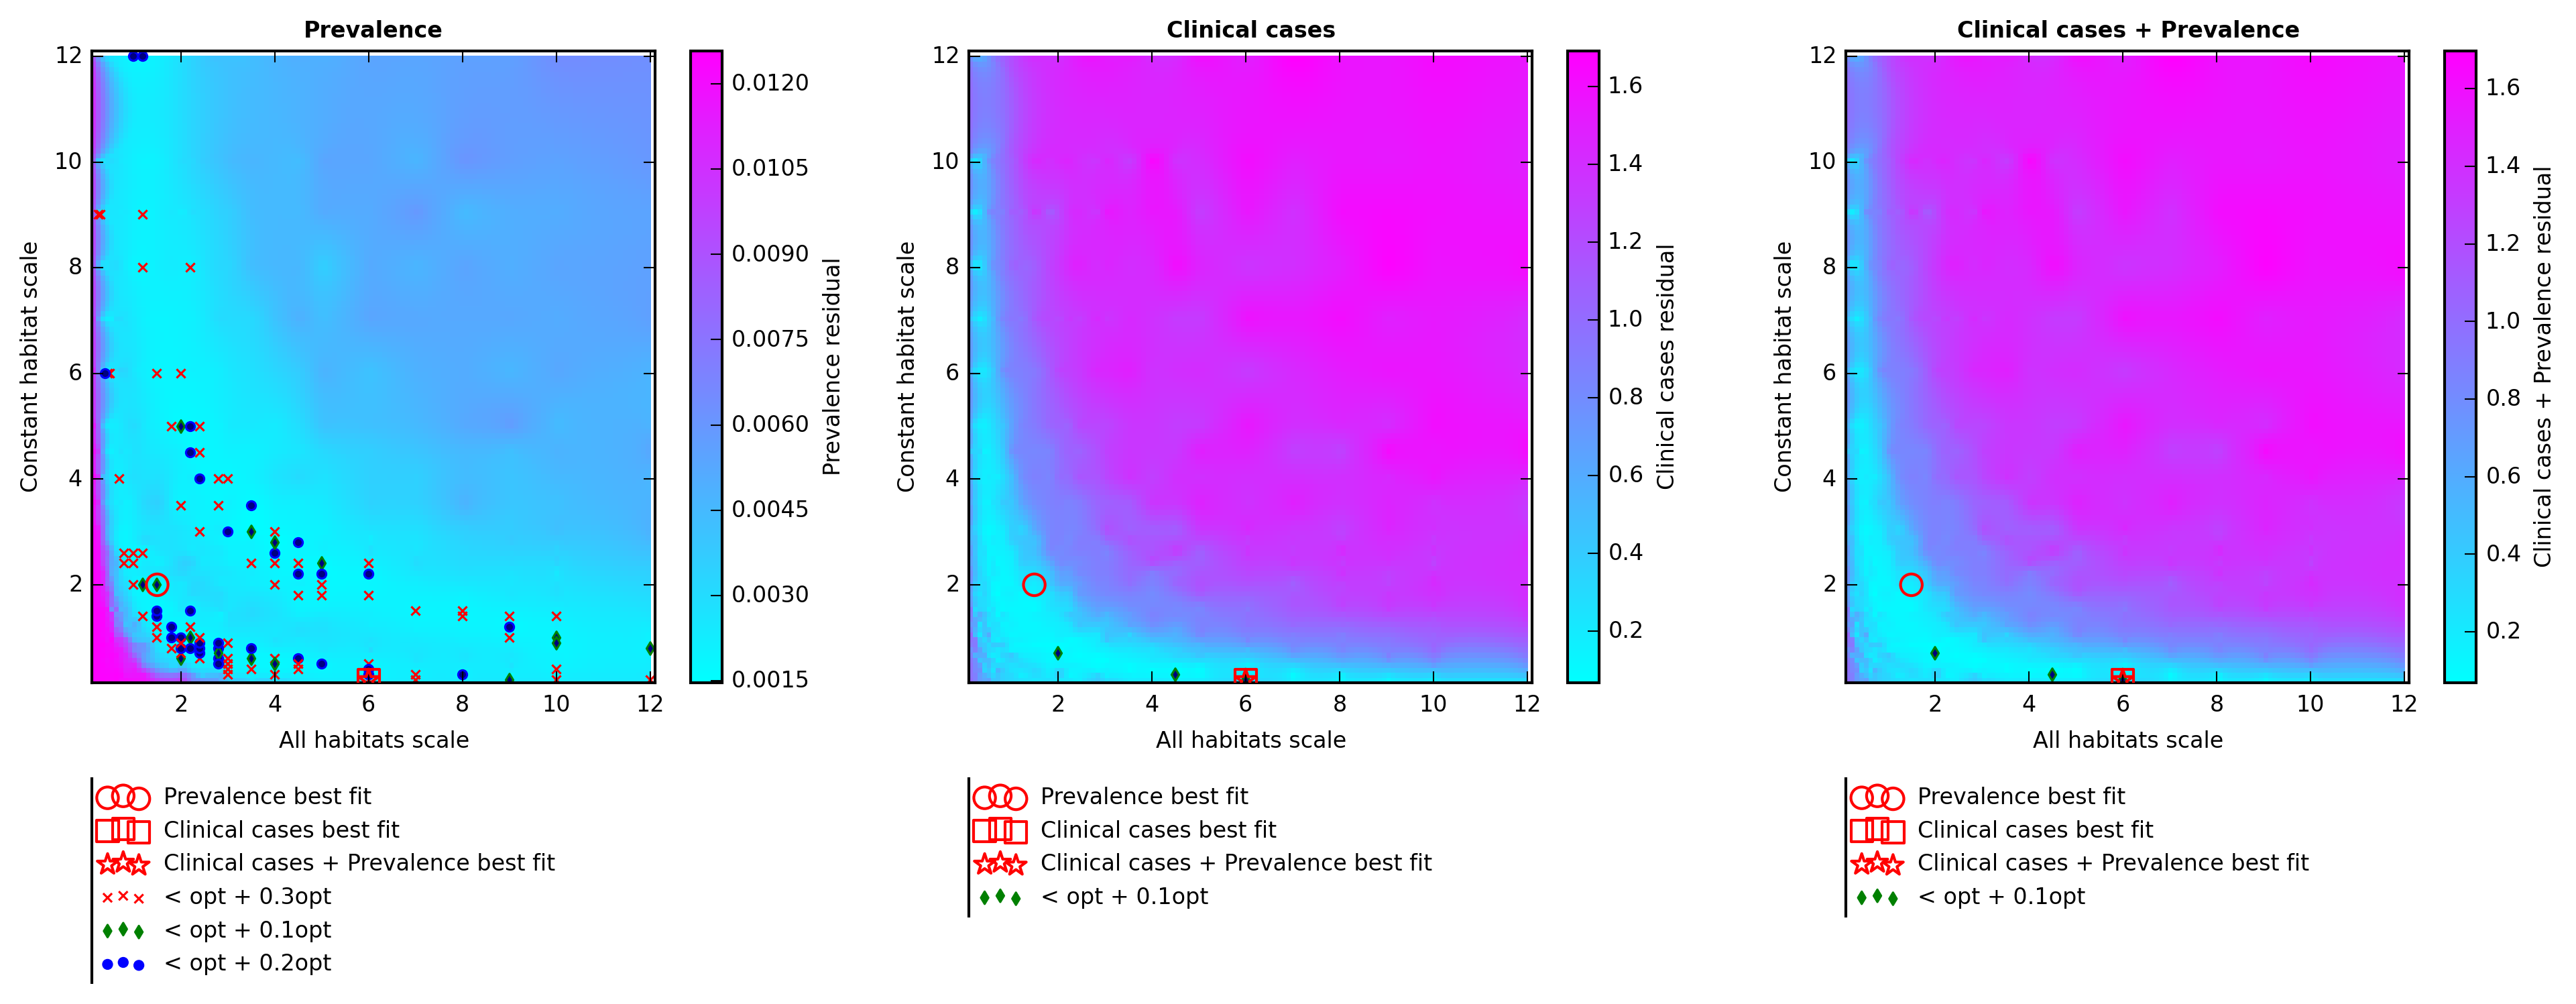 Prevalence
12
10
8
6
4
2
Constant habitat scale
2 4 6 8 10 12
All habitats scale
0.0120
0.0105
0.0090
0.0075
0.0060
0.0045
0.0030
0.0015
Prevalence residual
Prevalence best fit
Clinical cases best fit
Clinical cases + Prevalence best fit
< opt + 0.3opt
< opt + 0.1opt
< opt + 0.2opt
Clinical cases
12
10
8
6
4
2
Constant habitat scale
2 4 6 8 10 12
All habitats scale
1.6
1.4
1.2
1.0
0.8
0.6
0.4
0.2
Clinical cases residual
Prevalence best fit
Clinical cases best fit
Clinical cases + Prevalence best fit
< opt + 0.1opt
Clinical cases + Prevalence
12
10
8
6
4
2
Constant habitat scale
2 4 6 8 10 12
All habitats scale
1.6
1.4
1.2
1.0
0.8
0.6
0.4
0.2
Clinical cases + Prevalence residual
Prevalence best fit
Clinical cases best fit
Clinical cases + Prevalence best fit
< opt + 0.1opt